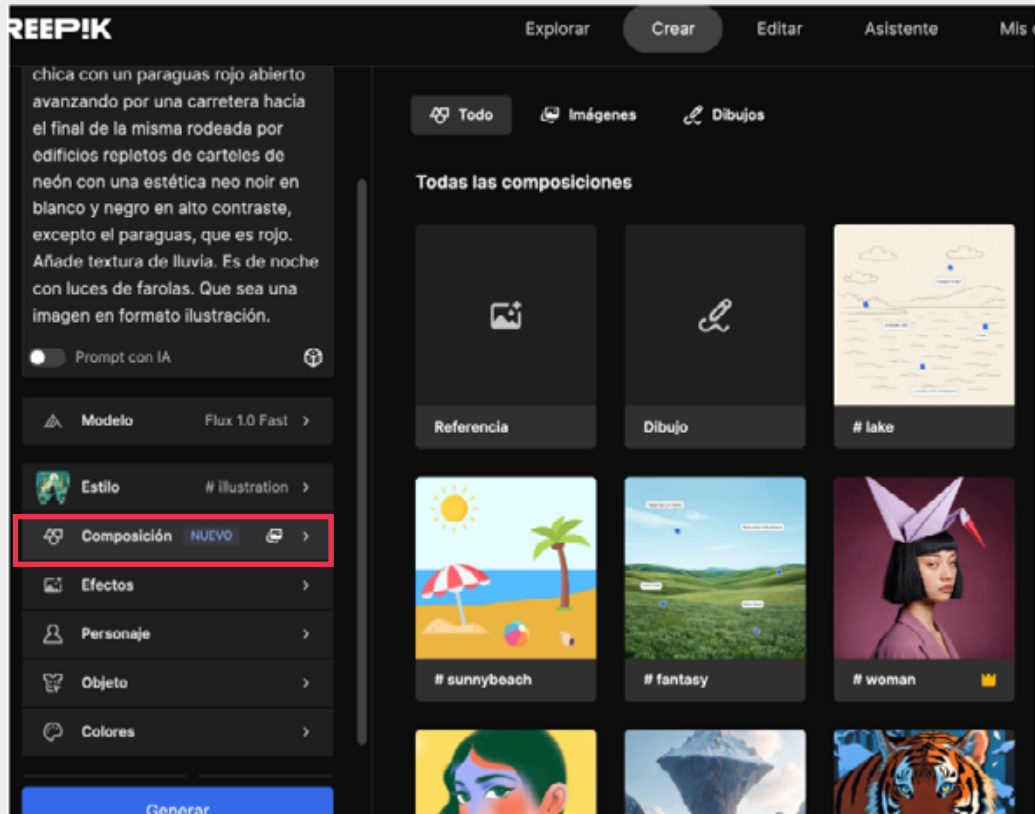 REEP!K
Explorar
Crear
Editar
Asistente
Mis
chica con un paraguas rojo abierto
avanzando por una carretera hacia
el final de la misma rodeada por
edificios repletos de carteles de
neón con una estética neo noir en
blanco y negro en alto contraste,
excepto el paraguas, que es rojo.
Añade textura de lluvia. Es de noche
con luces de farolas. Que sea una
imagen en formato ilustración.
Prompt con IA
Modelo Flux 1.0 Fast
Estilo # illustration
Composición NUEVO
Efectos
Personaje
Objeto
Colores
Generar
Todo
Imágenes
Dibujos
Todas las composiciones
Referencia
Dibujo
# lake
# sunnybeach
# fantasy
# woman